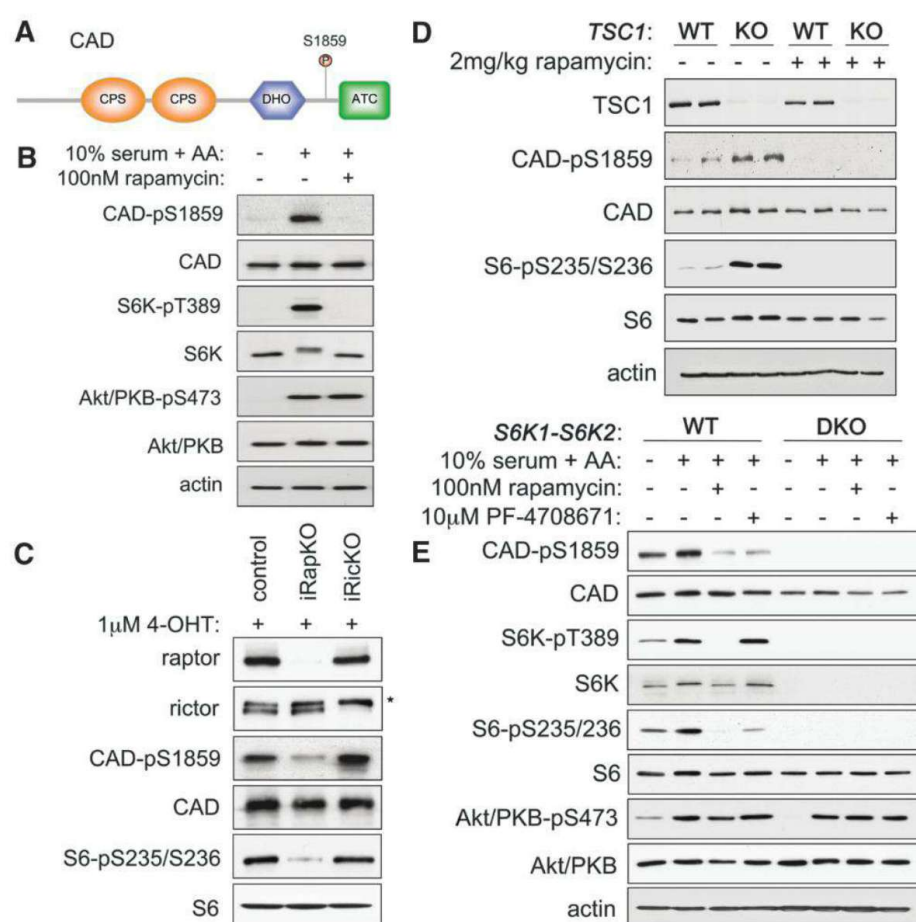 A
CAD
S1859
P
CPS
CPS
DHO
ATC
B
10% serum + AA: - + +
100nM rapamycin: - - +
CAD-pS1859
CAD
S6K-pT389
S6K
Akt/PKB-pS473
Akt/PKB
actin
C
control
iRapKO
iRicKO
1μM 4-OHT: + + +
raptor
rictor *
CAD-pS1859
CAD
S6-pS235/S236
S6
D
TSC1: WT KO WT KO
2mg/kg rapamycin: - - - - + + + +
TSC1
CAD-pS1859
CAD
S6-pS235/S236
S6
actin
S6K1-S6K2: WT DKO
10% serum + AA: - + + + - + + +
100nM rapamycin: - - + - - - + -
10μM PF-4708671: - - - + - - - +
E
CAD-pS1859
CAD
S6K-pT389
S6K
S6-pS235/236
S6
Akt/PKB-pS473
Akt/PKB
actin